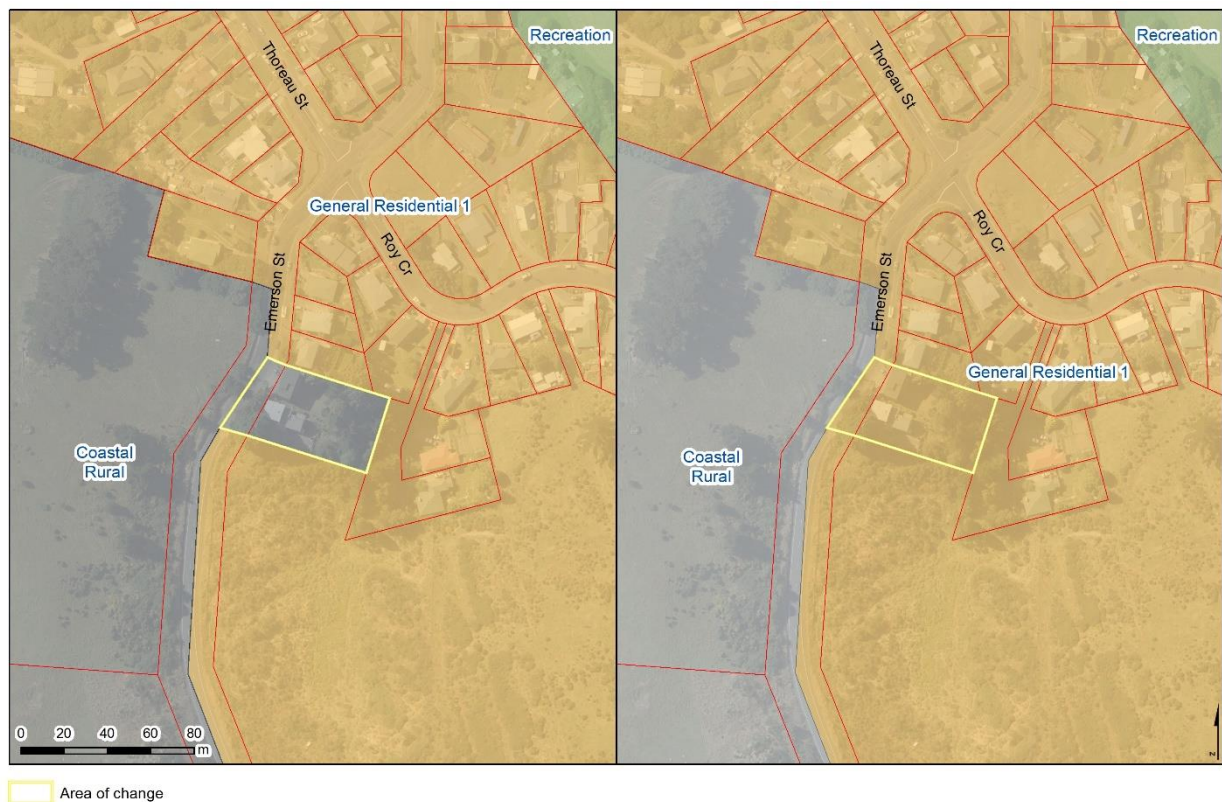 Recreation
Thoreau St
General Residential 1
Roy Cr
Emerson St
Coastal
Rural
0 20 40 60 80
m
Recreation
Thoreau St
Roy Cr
Emerson St
General Residential 1
Coastal
Rural
N
Area of change